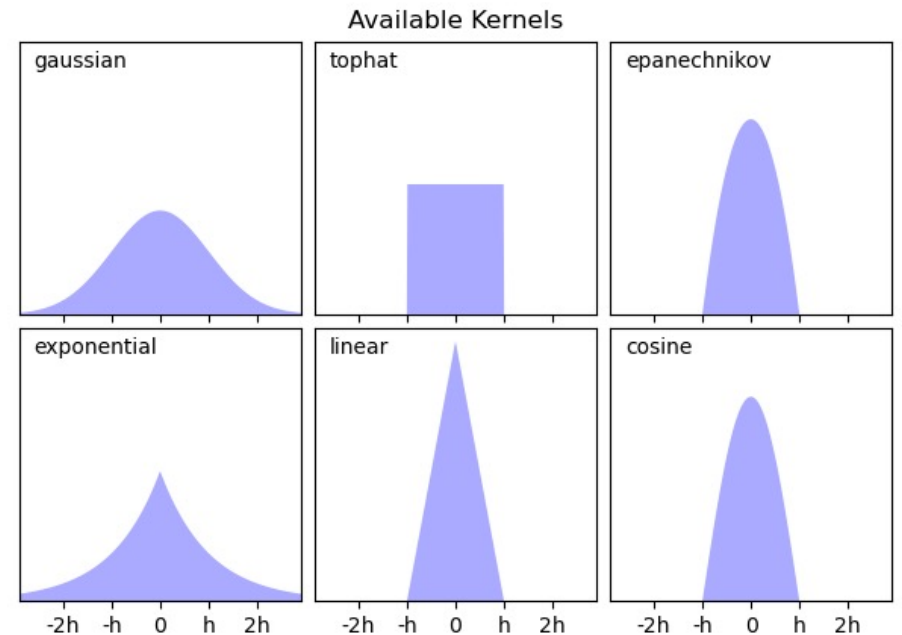 Available Kernels
gaussian
tophat
epanechnikov
exponential
linear
cosine
-2h -h 0 h 2h
-2h -h 0 h 2h
-2h -h 0 h 2h